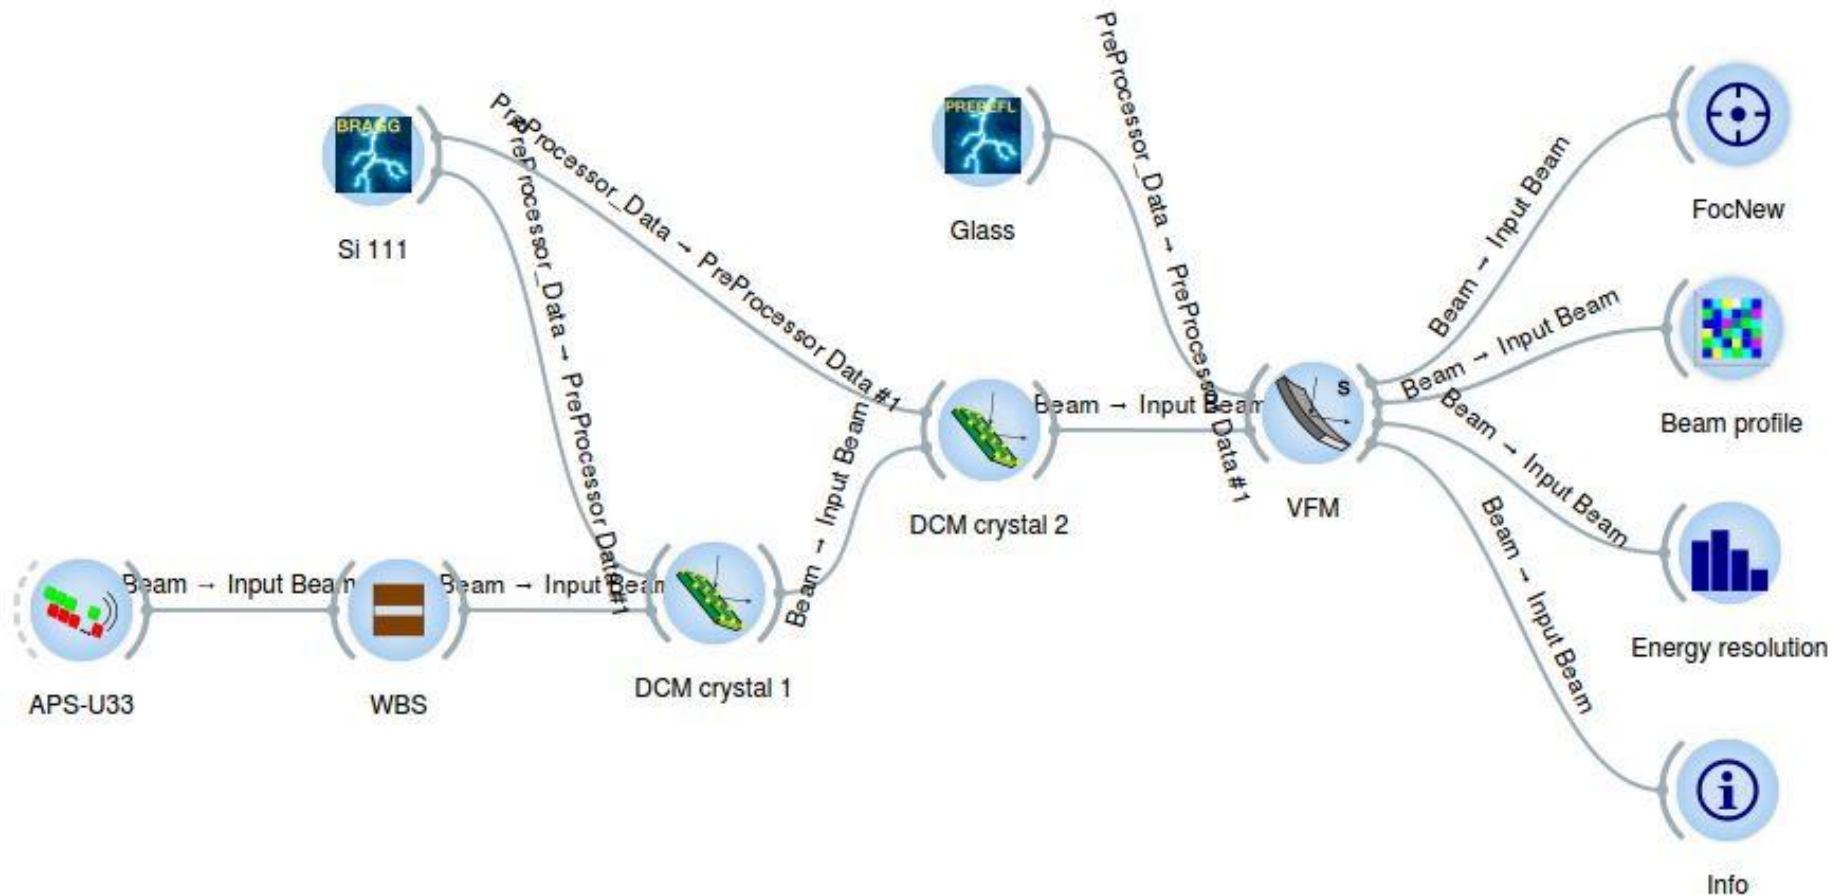 BRAGG
Si 111
PreProcessor_Data → PreProcessor Data #1
PreProcessor_Data → PreProcessor Data #1
PREREFL
Glass
PreProcessor_Data → PreProcessor Data #1
APS-U33
Beam → Input Beam
WBS
Beam → Input Beam
DCM crystal 1
Beam → Input Beam
DCM crystal 2
Beam → Input Beam
S
VFM
Beam → Input Beam
FocNew
Beam → Input Beam
Beam profile
Beam → Input Beam
Energy resolution
Beam → Input Beam
i
Info